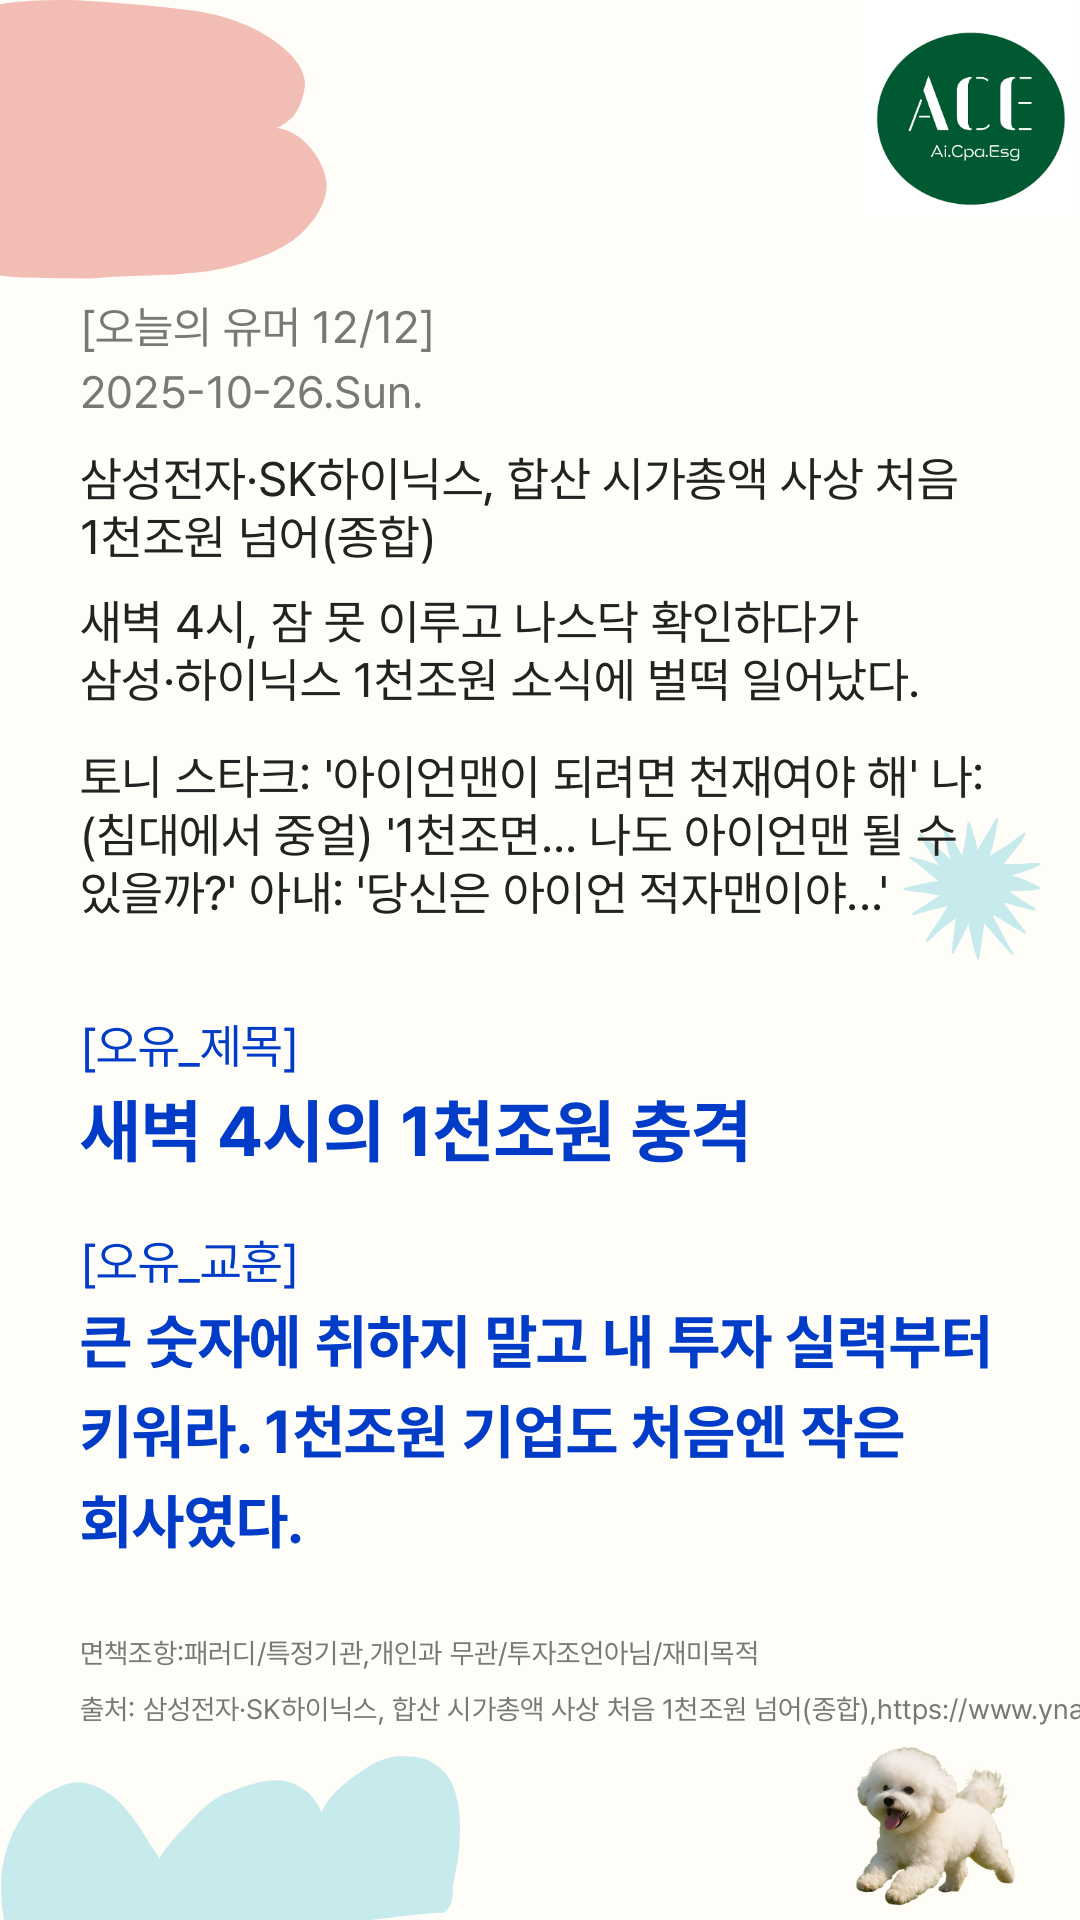 ACE
Ai.Cpa.Esg
[오늘의 유머 12/12]
2025-10-26.Sun.
삼성전자·SK하이닉스, 합산 시가총액 사상 처음
1천조원 넘어(종합)
새벽 4시, 잠 못 이루고 나스닥 확인하다가
삼성·하이닉스 1천조원 소식에 벌떡 일어났다.
토니 스타크: '아이언맨이 되려면 천재여야 해' 나:
(침대에서 중얼) '1천조면... 나도 아이언맨 될 수
있을까?' 아내: '당신은 아이언 적자맨이야...'
[오유_제목]
새벽 4시의 1천조원 충격
[오유_교훈]
큰 숫자에 취하지 말고 내 투자 실력부터
키워라. 1천조원 기업도 처음엔 작은
회사였다.
면책조항:패러디/특정기관,개인과 무관/투자조언아님/재미목적
출처: 삼성전자·SK하이닉스, 합산 시가총액 사상 처음 1천조원 넘어(종합),https://www.yna